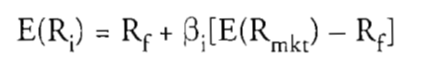 E(Rᵢ) = R_f + βᵢ[E(R_mkt) − R_f]